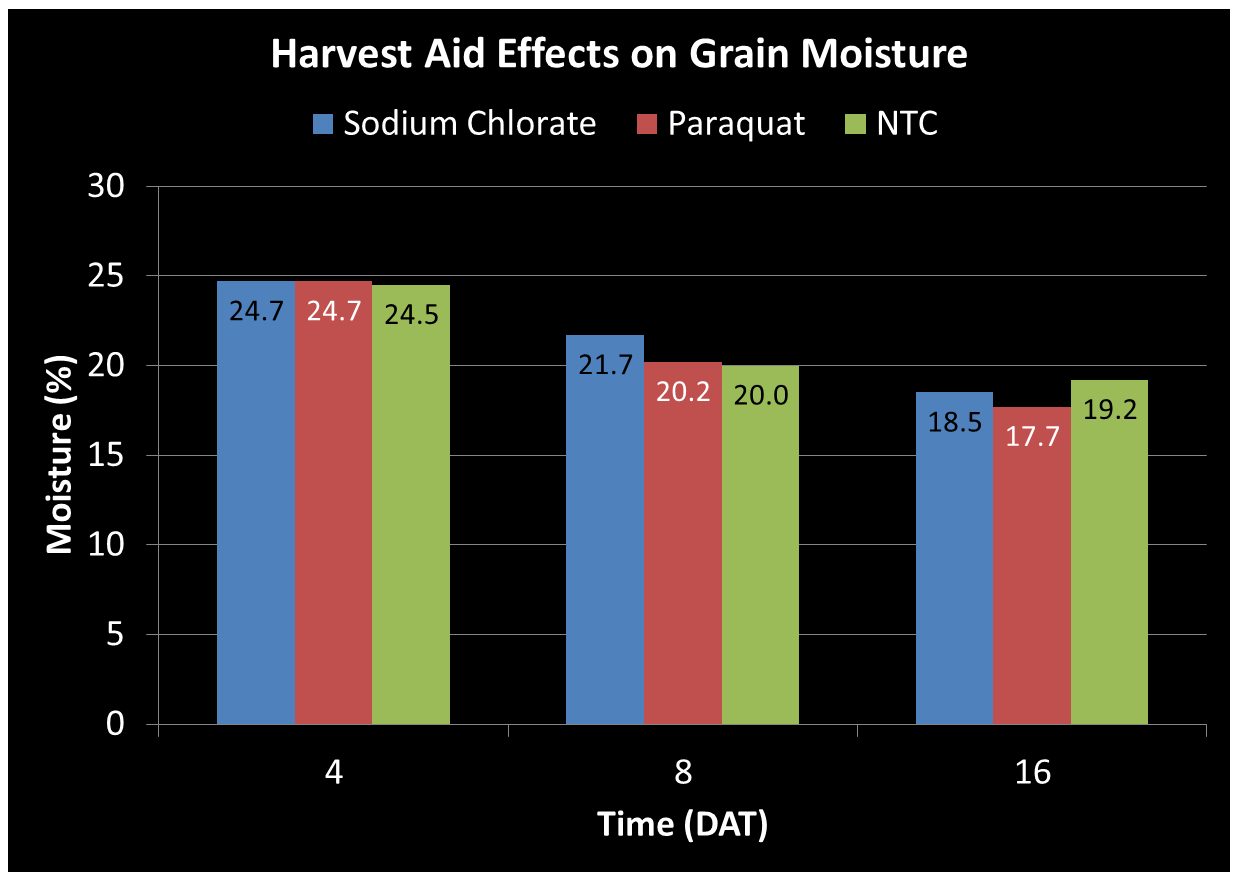 Harvest Aid Effects on Grain Moisture
Sodium Chlorate Paraquat NTC
30
25
20
15
10
5
0
Moisture (%)
24.7 24.7 24.5
21.7 20.2 20.0
18.5 17.7 19.2
4 8 16
Time (DAT)